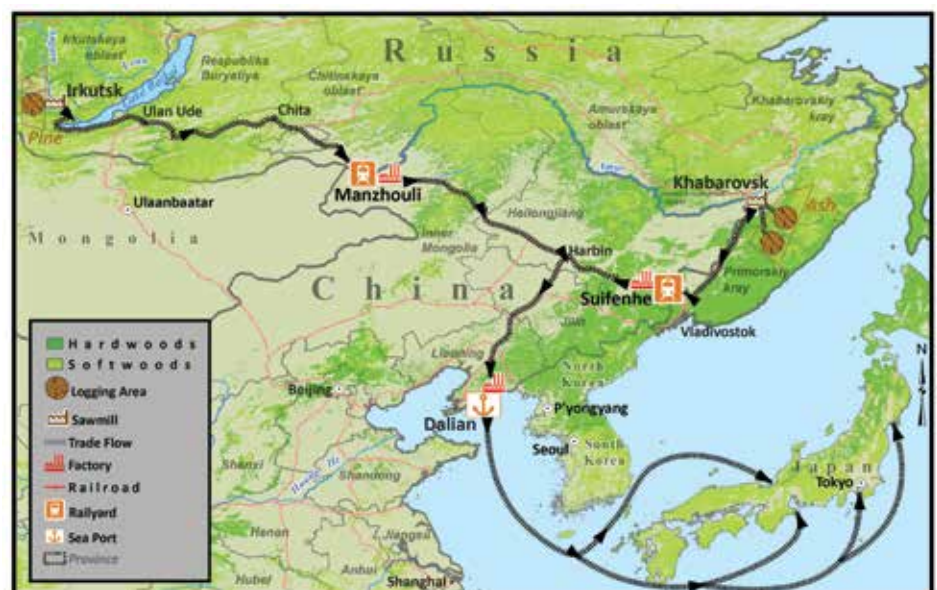 Russia
Irkutskaya
oblast'
Respublika
Buryatiya
Chitinskaya
oblast'
Amurskaya
oblast'
Khabarovskiy
kray
Irkutsk
Pine
Ulan Ude
Chita
Manzhouli
Khabarovsk
Ash
Ulaanbaatar
Mongolia
Heilongjiang
Inner
Mongolia
Harbin
China
Suifenhe
Primorskiy
kray
Vladivostok
Jilin
Liaoning
Beijing
Dalian
North
Korea
P'yongyang
Seoul
South
Korea
Japan
Tokyo
N
Shanxi
Huang He
Shandong
Henan
Jiangsu
Hubei
Anhui
Shanghai
Hardwoods
Softwoods
Logging Area
Sawmill
Trade Flow
Factory
Railroad
Railyard
Sea Port
Province